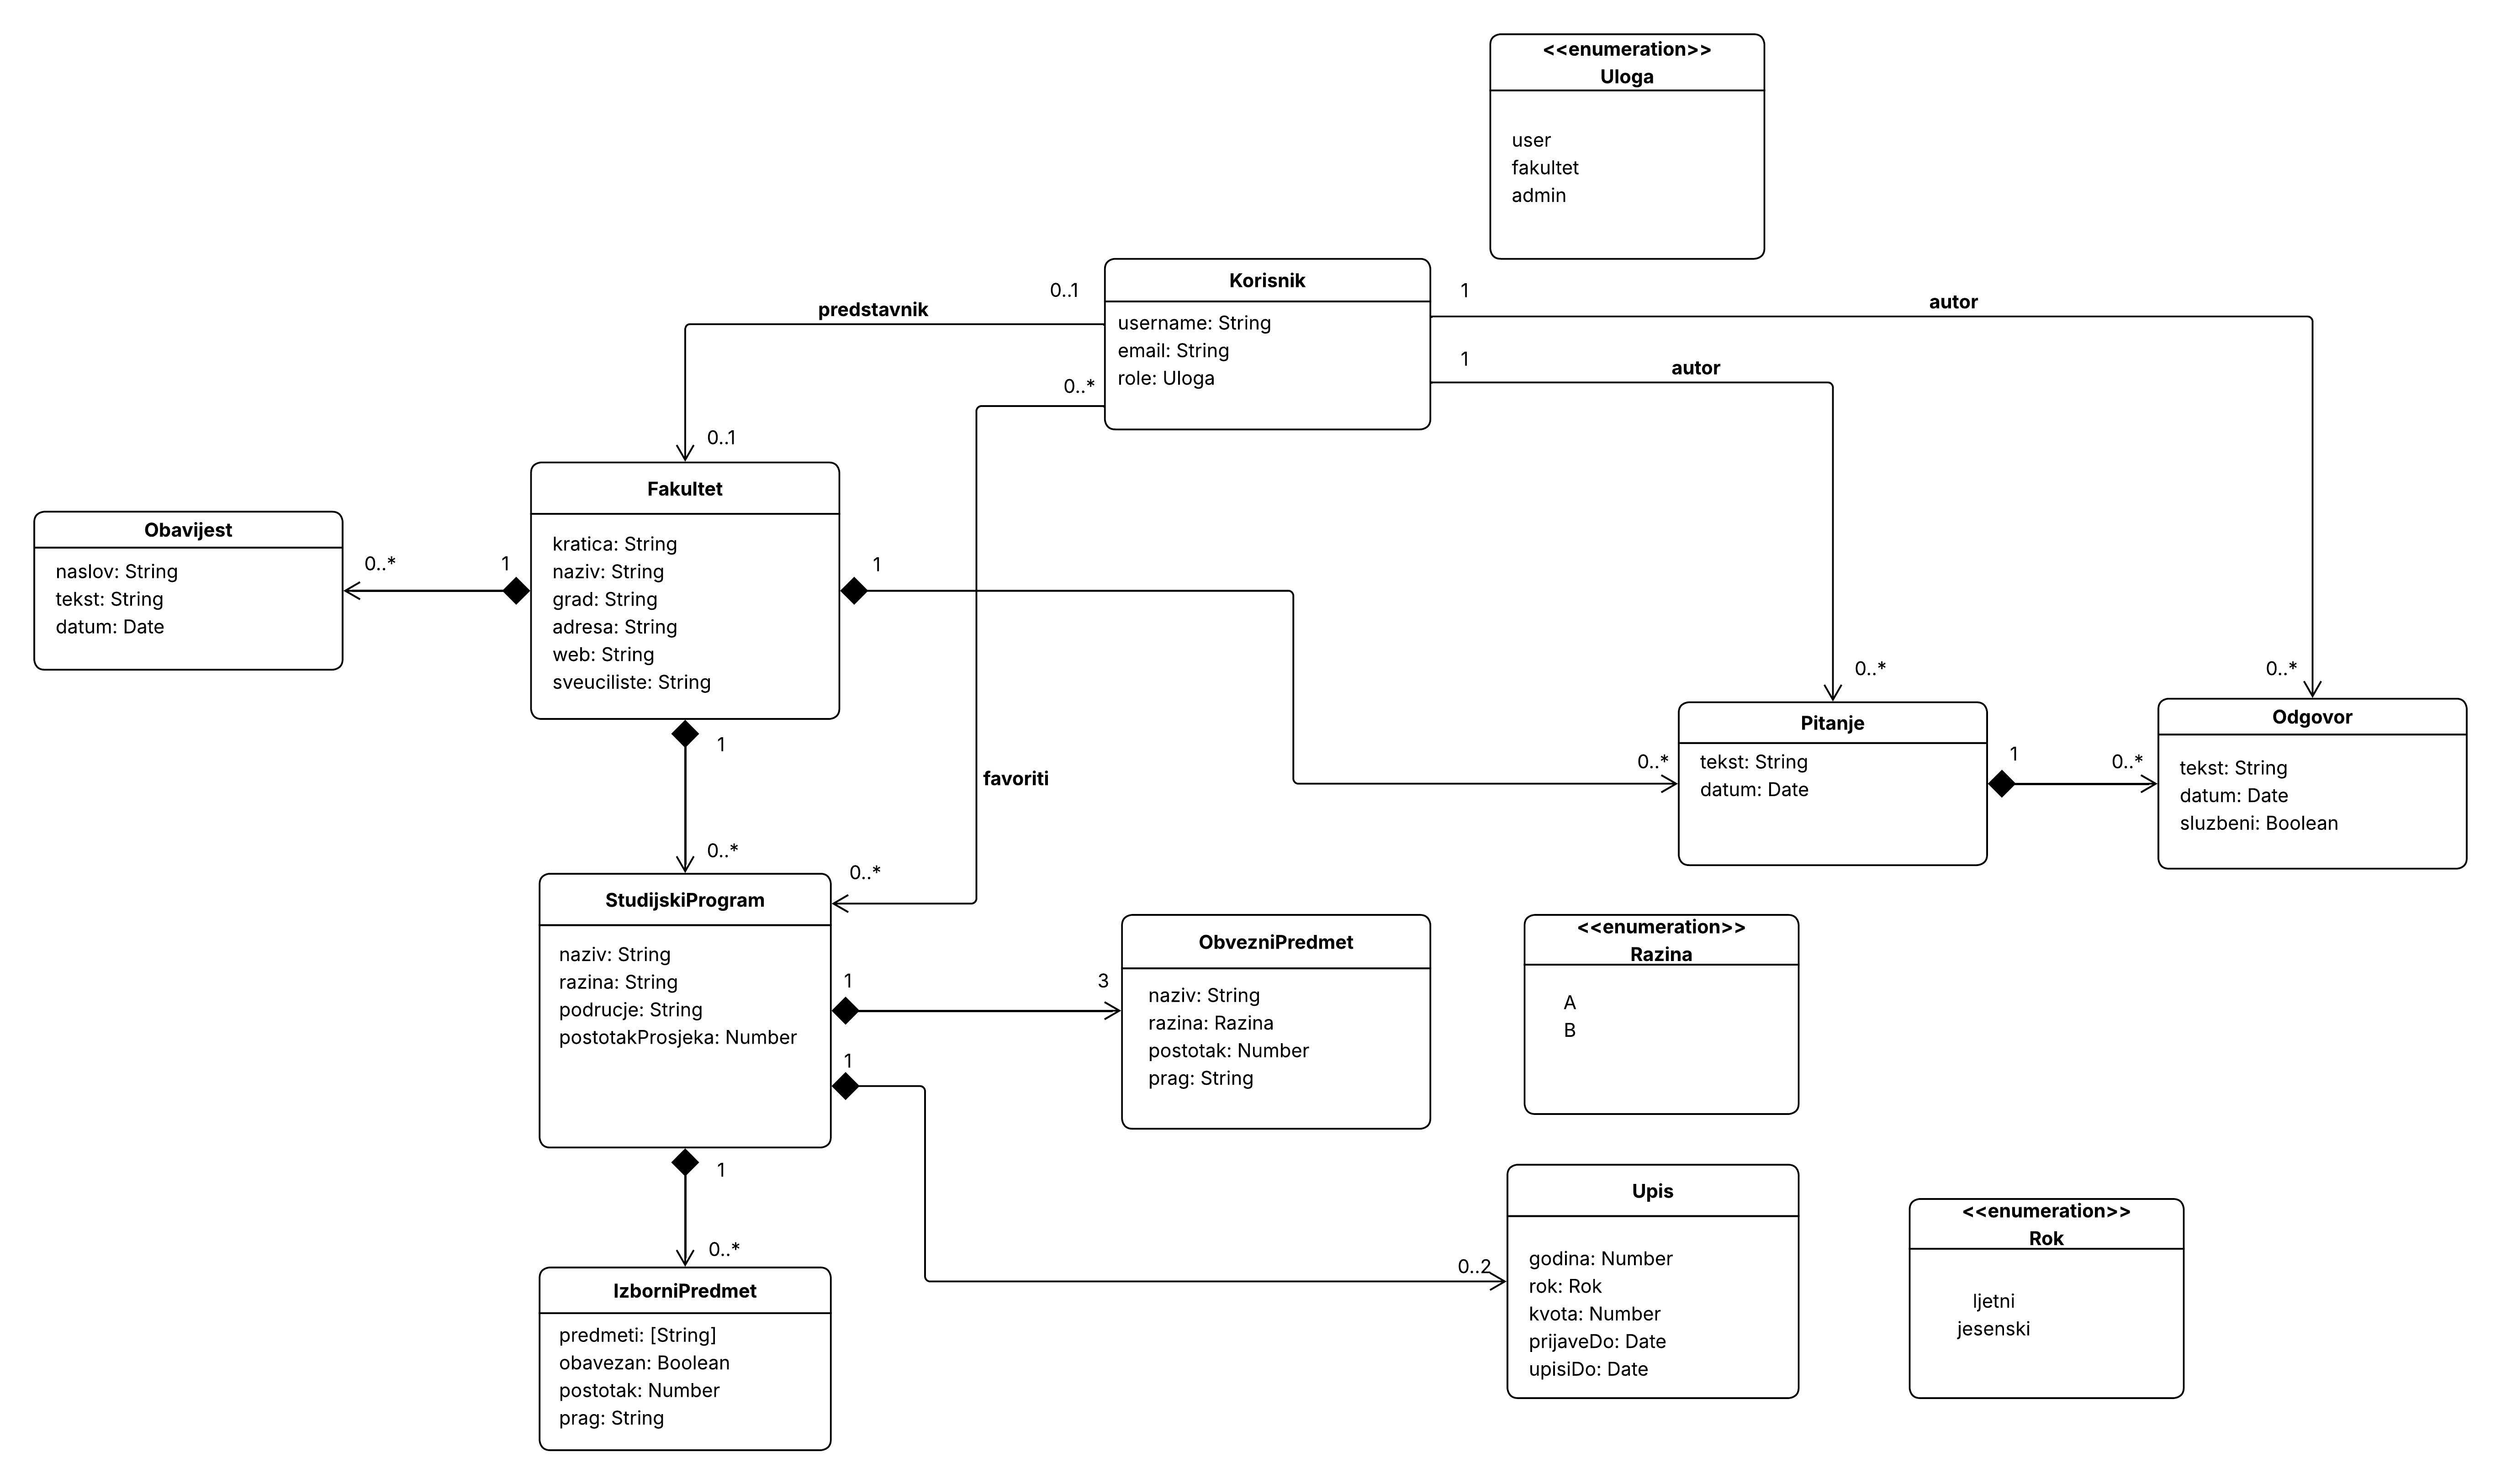 <<enumeration>>
Uloga
user
fakultet
admin
Korisnik
username: String
email: String
role: Uloga
0..1
predstavnik
0..1
0..*
1
autor
1
autor
Fakultet
kratica: String
naziv: String
grad: String
adresa: String
web: String
sveuciliste: String
Obavijest
naslov: String
tekst: String
datum: Date
0..*
1
1
1
0..*
favoriti
0..*
0..*
0..*
0..*
Pitanje
tekst: String
datum: Date
1
0..*
Odgovor
tekst: String
datum: Date
sluzbeni: Boolean
StudijskiProgram
naziv: String
razina: String
podrucje: String
postotakProsjeka: Number
1
3
1
ObvezniPredmet
naziv: String
razina: Razina
postotak: Number
prag: String
<<enumeration>>
Razina
A
B
1
0..*
IzborniPredmet
predmeti: [String]
obavezan: Boolean
postotak: Number
prag: String
0..2
Upis
godina: Number
rok: Rok
kvota: Number
prijaveDo: Date
upisiDo: Date
<<enumeration>>
Rok
ljetni
jesenski